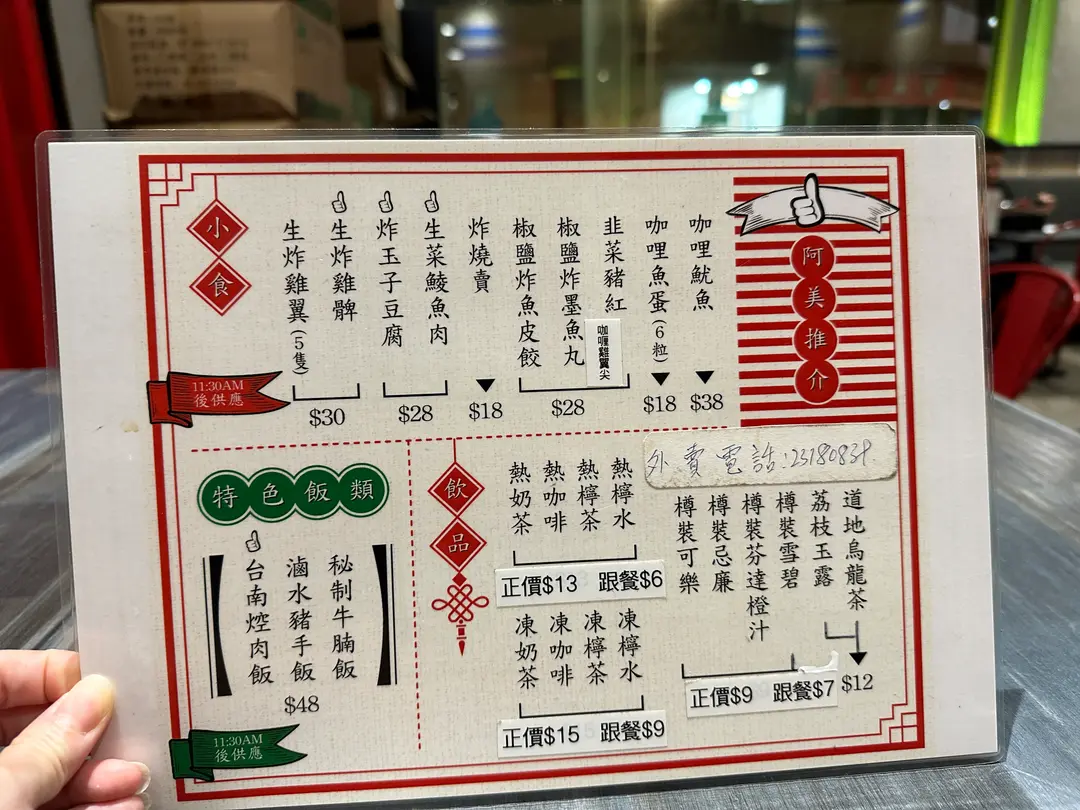 阿美推介
小食
咖哩魷魚
$38
咖哩魚蛋(6粒)
$18
韭菜豬紅
咖喱雞翼尖
椒鹽炸墨魚丸
椒鹽炸魚皮餃
$28
炸燒賣
$18
生菜鯪魚肉
炸玉子豆腐
$28
生炸雞髀
生炸雞翼(5隻)
$30
11:30AM
後供應
外賣電話:23180839
飲品
熱檸水
熱檸茶
熱咖啡
熱奶茶
正價$13 跟餐$6
凍檸水
凍檸茶
凍咖啡
凍奶茶
正價$15 跟餐$9
道地烏龍茶
荔枝玉露
$12
樽裝雪碧
樽裝芬達橙汁
樽裝忌廉
樽裝可樂
正價$9 跟餐$7
特色飯類
秘制牛腩飯
滷水豬手飯
台南焢肉飯
$48
11:30AM
後供應